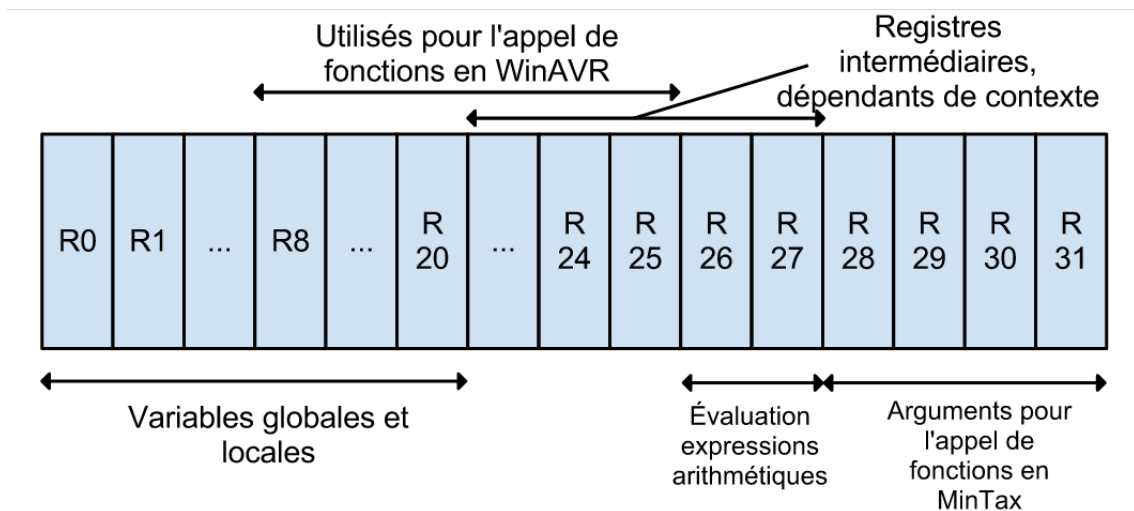 Utilisés pour l'appel de
fonctions en WinAVR
Registres
intermédiaires,
dépendants de contexte
R0
R1
...
R8
...
R
20
...
R
24
R
25
R
26
R
27
R
28
R
29
R
30
R
31
Variables globales et
locales
Évaluation
expressions
arithmétiques
Arguments pour
l'appel de
fonctions en
MinTax